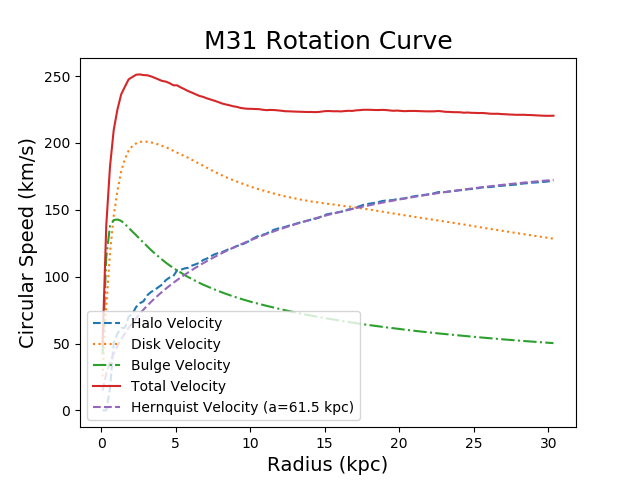 M31 Rotation Curve
Circular Speed (km/s)
250
200
150
100
50
0
Halo Velocity
Disk Velocity
Bulge Velocity
Total Velocity
Hernquist Velocity (a=61.5 kpc)
0 5 10 15 20 25 30
Radius (kpc)